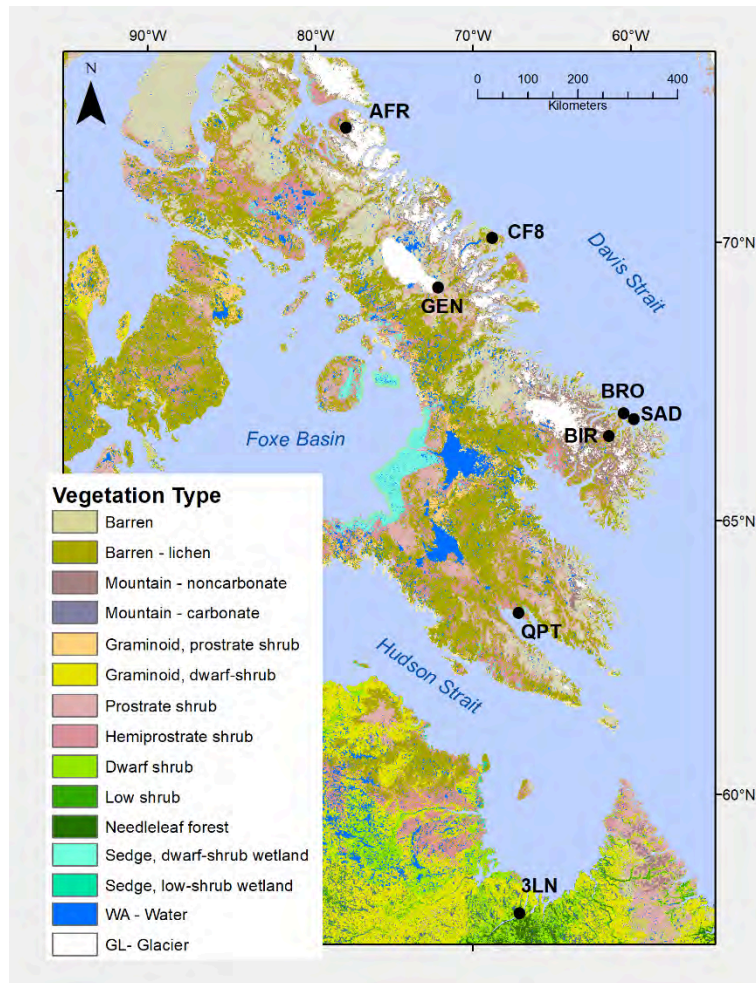 90°W 80°W 70°W 60°W
N
0 100 200 400
Kilometers
AFR
CF8
70°N
Davis Strait
GEN
BRO
SAD
BIR
Foxe Basin
Vegetation Type
Barren
Barren - lichen
Mountain - noncarbonate
Mountain - carbonate
Graminoid, prostrate shrub
Graminoid, dwarf-shrub
Prostrate shrub
Hemiprostrate shrub
Dwarf shrub
Low shrub
Needleleaf forest
Sedge, dwarf-shrub wetland
Sedge, low-shrub wetland
WA - Water
GL- Glacier
65°N
QPT
Hudson Strait
60°N
3LN